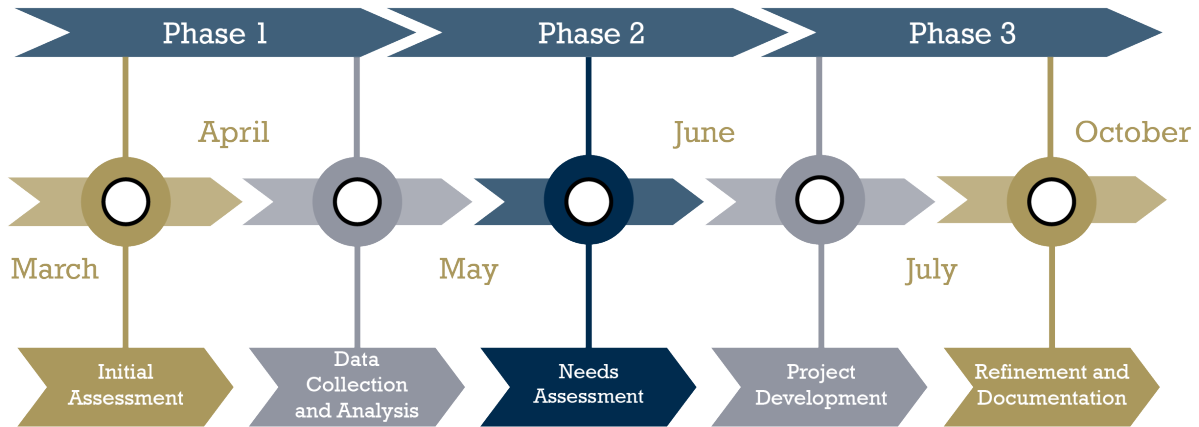 Phase 1
Phase 2
Phase 3
April
June
October
March
May
July
Initial
Assessment
Data
Collection
and Analysis
Needs
Assessment
Project
Development
Refinement and
Documentation